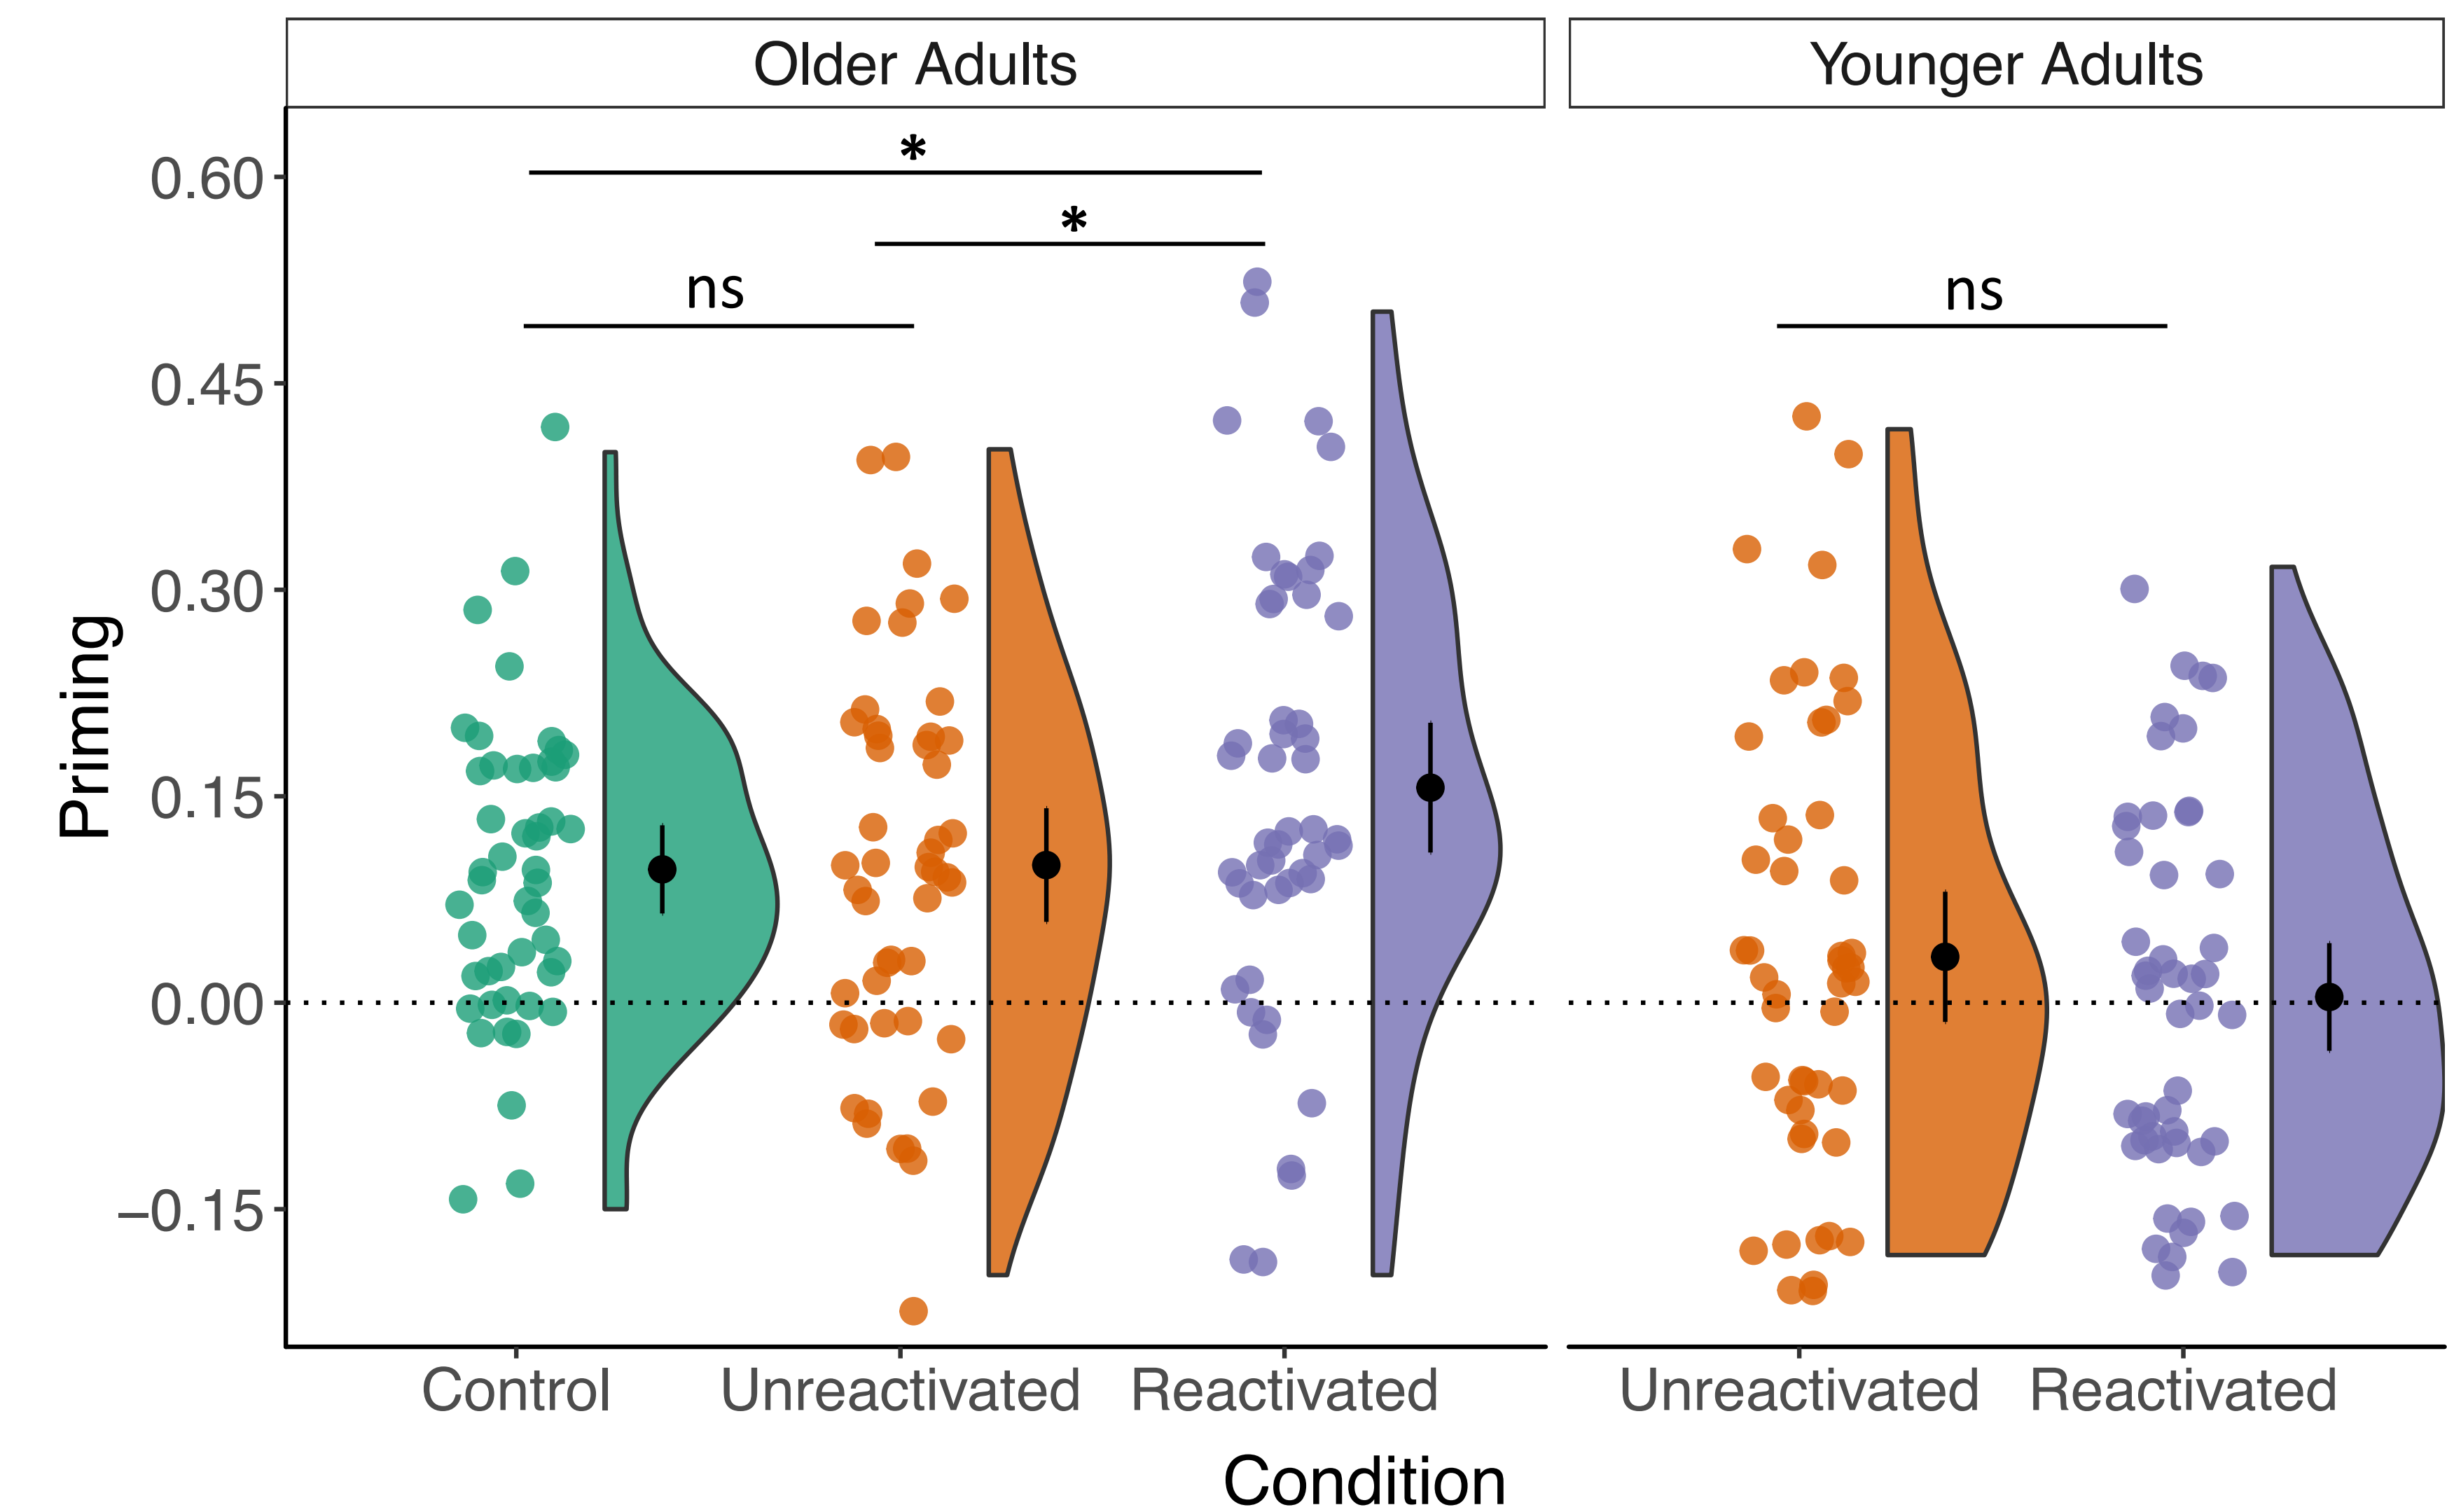 Older Adults Younger Adults
*
*
ns ns
0.60
0.45
0.30
0.15
0.00
−0.15
Priming
Control Unreactivated Reactivated Unreactivated Reactivated
Condition